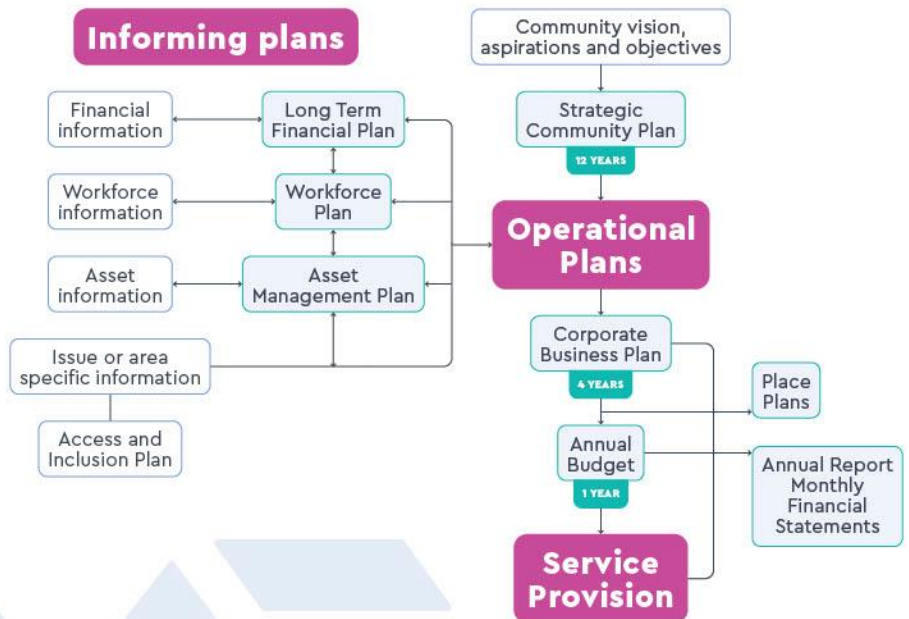 Informing plans
Community vision,
aspirations and objectives
Financial
information
Long Term
Financial Plan
Strategic
Community Plan
12 YEARS
Workforce
information
Workforce
Plan
Operational
Plans
Asset
information
Asset
Management Plan
Issue or area
specific information
Access and
Inclusion Plan
Corporate
Business Plan
4 YEARS
Place
Plans
Annual
Budget
1 YEAR
Annual Report
Monthly
Financial
Statements
Service
Provision